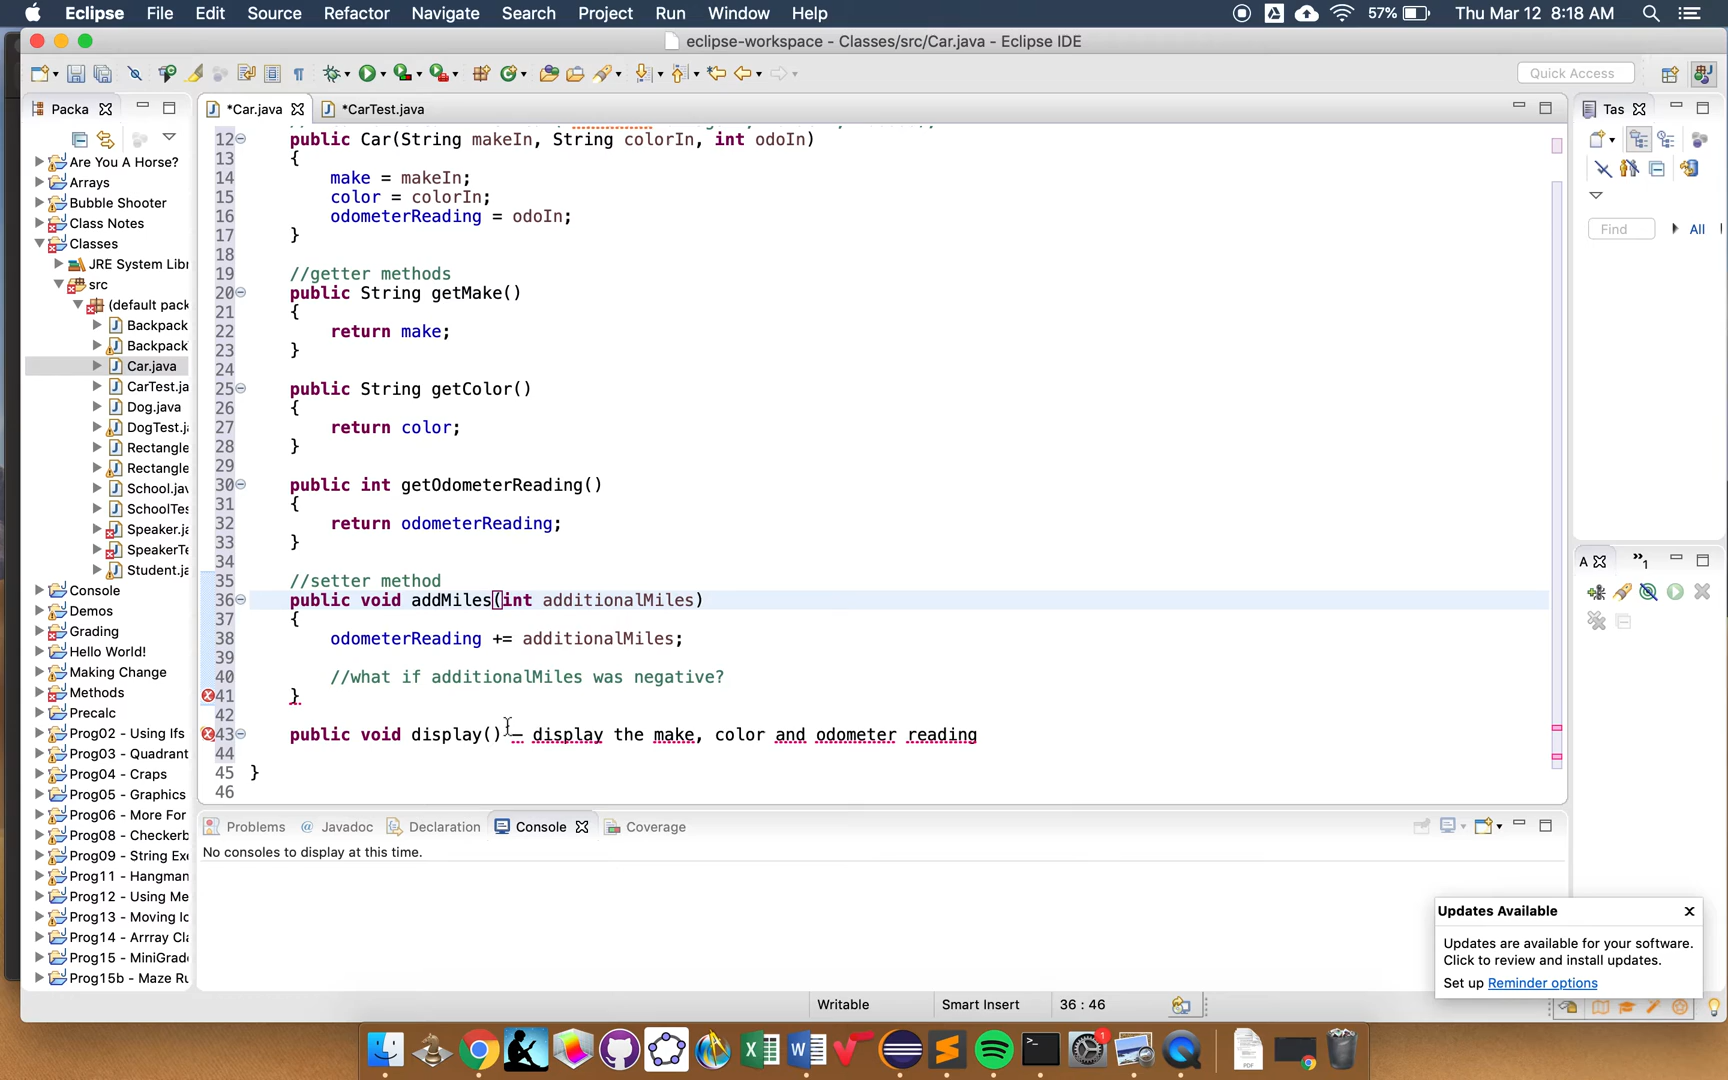 Eclipse File Edit Source Refactor Navigate Search Project Run Window Help 57% Thu Mar 12 8:18 AM
eclipse-workspace - Classes/src/Car.java - Eclipse IDE
Quick Access
Packa
*Car.java
*CarTest.java
Tas
Are You A Horse?
Arrays
Bubble Shooter
Class Notes
Classes
JRE System Libr
src
(default pack
Backpack
Backpack
Car.java
CarTest.ja
Dog.java
DogTest.j
Rectangle
Rectangle
School.jav
SchoolTes
Speaker.ja
SpeakerTe
Student.ja
Console
Demos
Grading
Hello World!
Making Change
Methods
Precalc
Prog02 - Using Ifs
Prog03 - Quadrant
Prog04 - Craps
Prog05 - Graphics
Prog06 - More For
Prog08 - Checkerb
Prog09 - String Exe
Prog11 - Hangman
Prog12 - Using Me
Prog13 - Moving Ic
Prog14 - Arrray Cla
Prog15 - MiniGrade
Prog15b - Maze Ru
12 public Car(String makeIn, String colorIn, int odoIn)
13 {
14 make = makeIn;
15 color = colorIn;
16 odometerReading = odoIn;
17 }
18
19 //getter methods
20 public String getMake()
21 {
22 return make;
23 }
24
25 public String getColor()
26 {
27 return color;
28 }
29
30 public int getOdometerReading()
31 {
32 return odometerReading;
33 }
34
35 //setter method
36 public void addMiles(int additionalMiles)
37 {
38 odometerReading += additionalMiles;
39
40 //what if additionalMiles was negative?
41 }
42
43 public void display() – display the make, color and odometer reading
44
45 }
46
Find All
A »1
Problems @ Javadoc Declaration Console Coverage
No consoles to display at this time.
Updates Available
Updates are available for your software.
Click to review and install updates.
Set up Reminder options
Writable Smart Insert 36 : 46
1